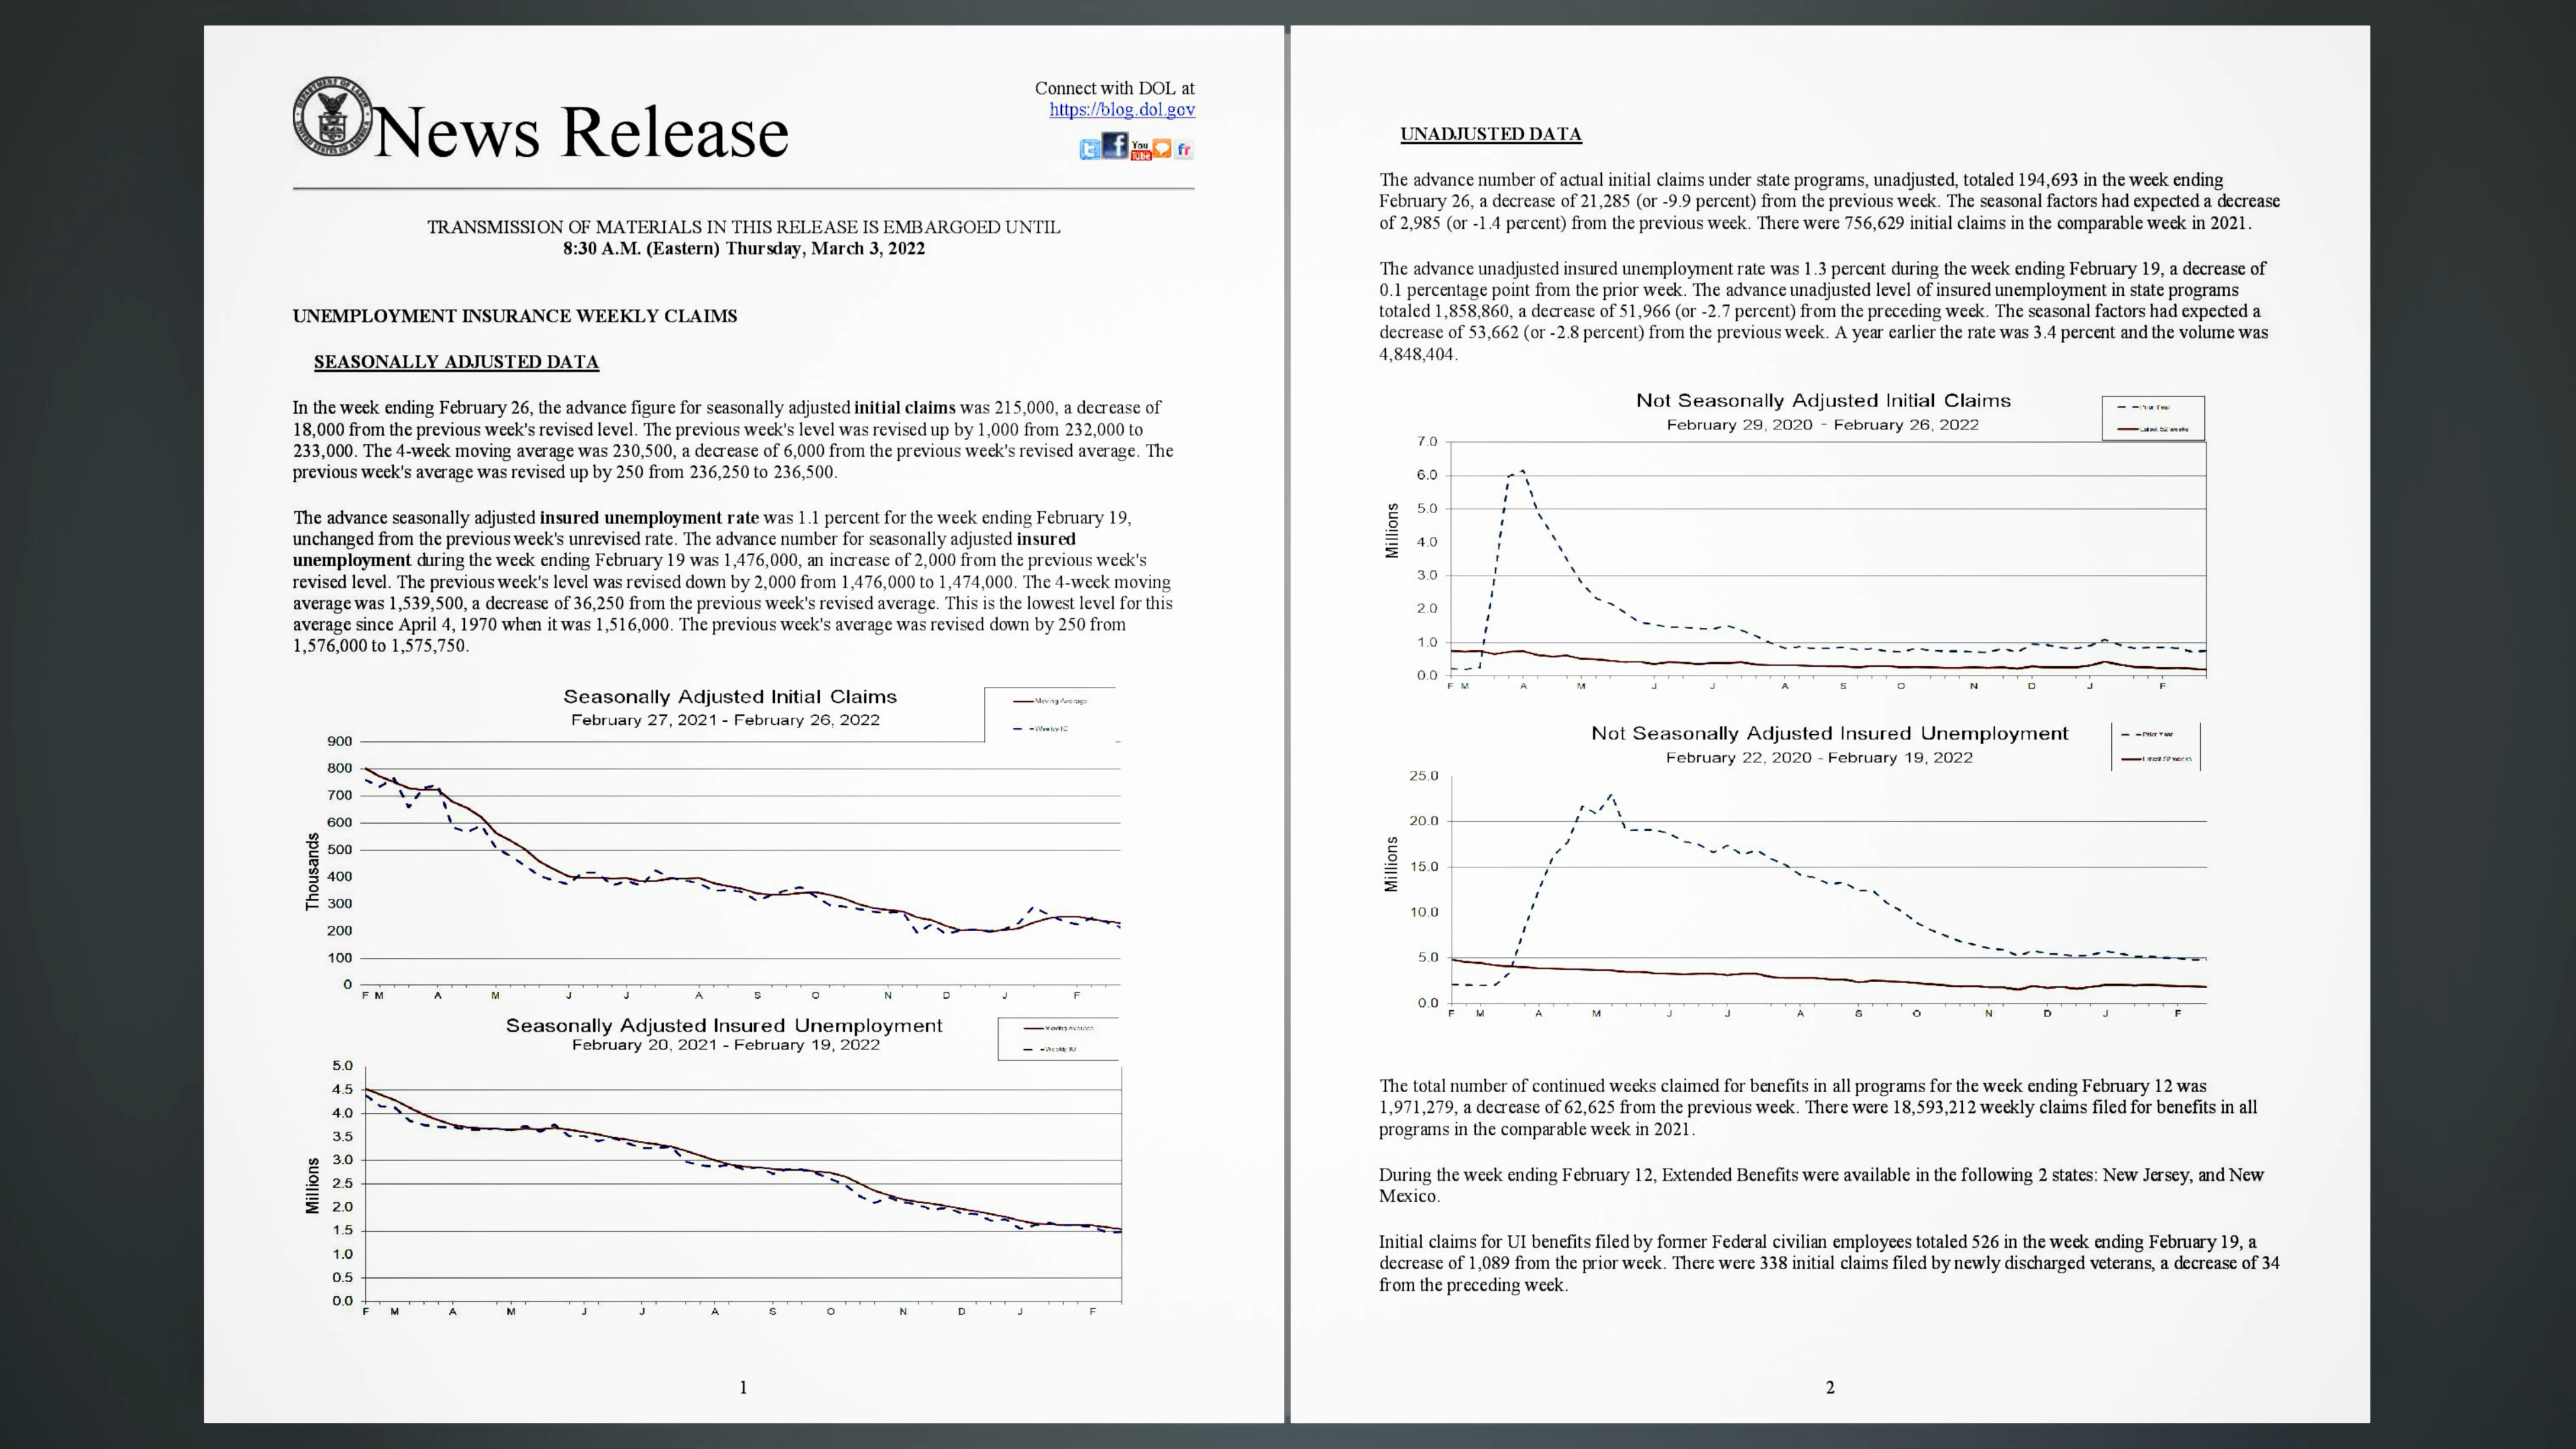 News Release
Connect with DOL at
https://blog.dol.gov
You
Tube
fr
TRANSMISSION OF MATERIALS IN THIS RELEASE IS EMBARGOED UNTIL
8:30 A.M. (Eastern) Thursday, March 3, 2022
UNEMPLOYMENT INSURANCE WEEKLY CLAIMS
SEASONALLY ADJUSTED DATA
In the week ending February 26, the advance figure for seasonally adjusted initial claims was 215,000, a decrease of
18,000 from the previous week's revised level. The previous week's level was revised up by 1,000 from 232,000 to
233,000. The 4-week moving average was 230,500, a decrease of 6,000 from the previous week's revised average. The
previous week's average was revised up by 250 from 236,250 to 236,500.
The advance seasonally adjusted insured unemployment rate was 1.1 percent for the week ending February 19,
unchanged from the previous week's unrevised rate. The advance number for seasonally adjusted insured
unemployment during the week ending February 19 was 1,476,000, an increase of 2,000 from the previous week's
revised level. The previous week's level was revised down by 2,000 from 1,476,000 to 1,474,000. The 4-week moving
average was 1,539,500, a decrease of 36,250 from the previous week's revised average. This is the lowest level for this
average since April 4, 1970 when it was 1,516,000. The previous week's average was revised down by 250 from
1,576,000 to 1,575,750.
Seasonally Adjusted Initial Claims
February 27, 2021 - February 26, 2022
Moving Average
Weekly IC
Thousands
900
800
700
600
500
400
300
200
100
0
F M A M J J A S O N D J F
Seasonally Adjusted Insured Unemployment
February 20, 2021 - February 19, 2022
Moving Average
Weekly IU
Millions
5.0
4.5
4.0
3.5
3.0
2.5
2.0
1.5
1.0
0.5
0.0
F M A M J J A S O N D J F
1
UNADJUSTED DATA
The advance number of actual initial claims under state programs, unadjusted, totaled 194,693 in the week ending
February 26, a decrease of 21,285 (or -9.9 percent) from the previous week. The seasonal factors had expected a decrease
of 2,985 (or -1.4 percent) from the previous week. There were 756,629 initial claims in the comparable week in 2021.
The advance unadjusted insured unemployment rate was 1.3 percent during the week ending February 19, a decrease of
0.1 percentage point from the prior week. The advance unadjusted level of insured unemployment in state programs
totaled 1,858,860, a decrease of 51,966 (or -2.7 percent) from the preceding week. The seasonal factors had expected a
decrease of 53,662 (or -2.8 percent) from the previous week. A year earlier the rate was 3.4 percent and the volume was
4,848,404.
Not Seasonally Adjusted Initial Claims
February 29, 2020 - February 26, 2022
Prior Year
Latest 52 weeks
Millions
7.0
6.0
5.0
4.0
3.0
2.0
1.0
0.0
F M A M J J A S O N D J F
Not Seasonally Adjusted Insured Unemployment
February 22, 2020 - February 19, 2022
Prior Year
Latest 52 weeks
Millions
25.0
20.0
15.0
10.0
5.0
0.0
F M A M J J A S O N D J F
The total number of continued weeks claimed for benefits in all programs for the week ending February 12 was
1,971,279, a decrease of 62,625 from the previous week. There were 18,593,212 weekly claims filed for benefits in all
programs in the comparable week in 2021.
During the week ending February 12, Extended Benefits were available in the following 2 states: New Jersey, and New
Mexico.
Initial claims for UI benefits filed by former Federal civilian employees totaled 526 in the week ending February 19, a
decrease of 1,089 from the prior week. There were 338 initial claims filed by newly discharged veterans, a decrease of 34
from the preceding week.
2